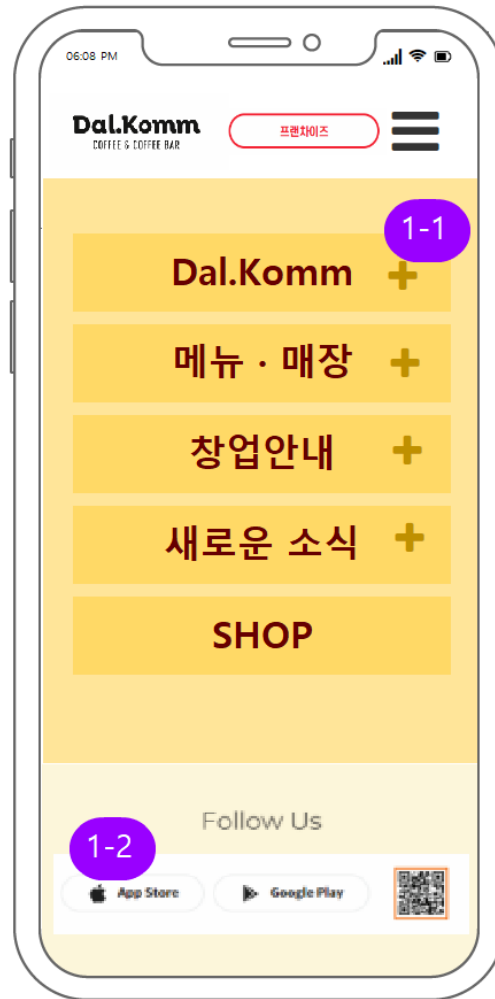 06:08 PM
Dal.Komm
COFFEE & COFFEE BAR
프랜차이즈
1-1
Dal.Komm
메뉴 · 매장
창업안내
새로운 소식
SHOP
Follow Us
1-2
App Store
Google Play